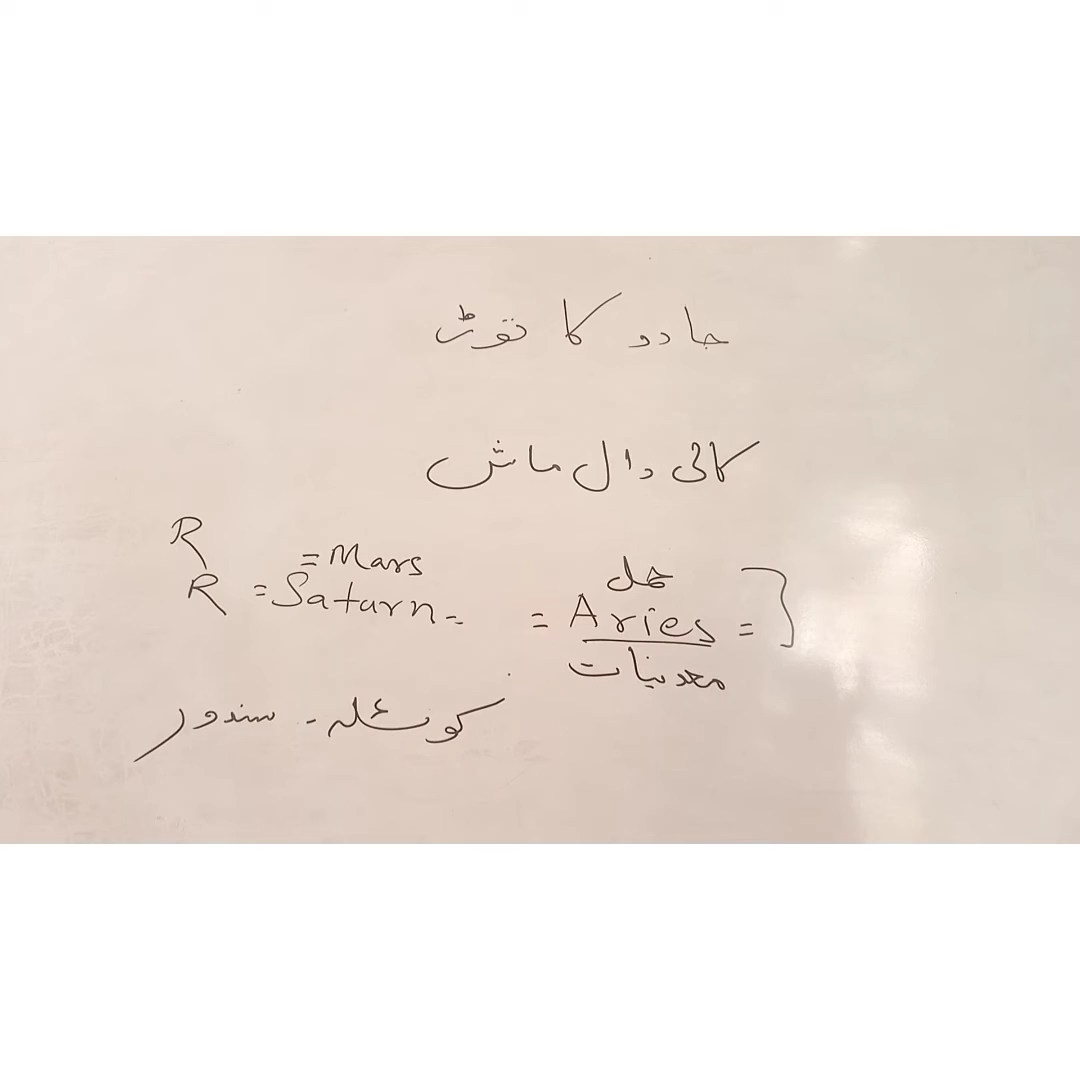 جادو کا توڑ
کالی دال ماش
R = Mars
حمل
R = Saturn - = Aries = }
معدنیات
کوئلہ - سندور